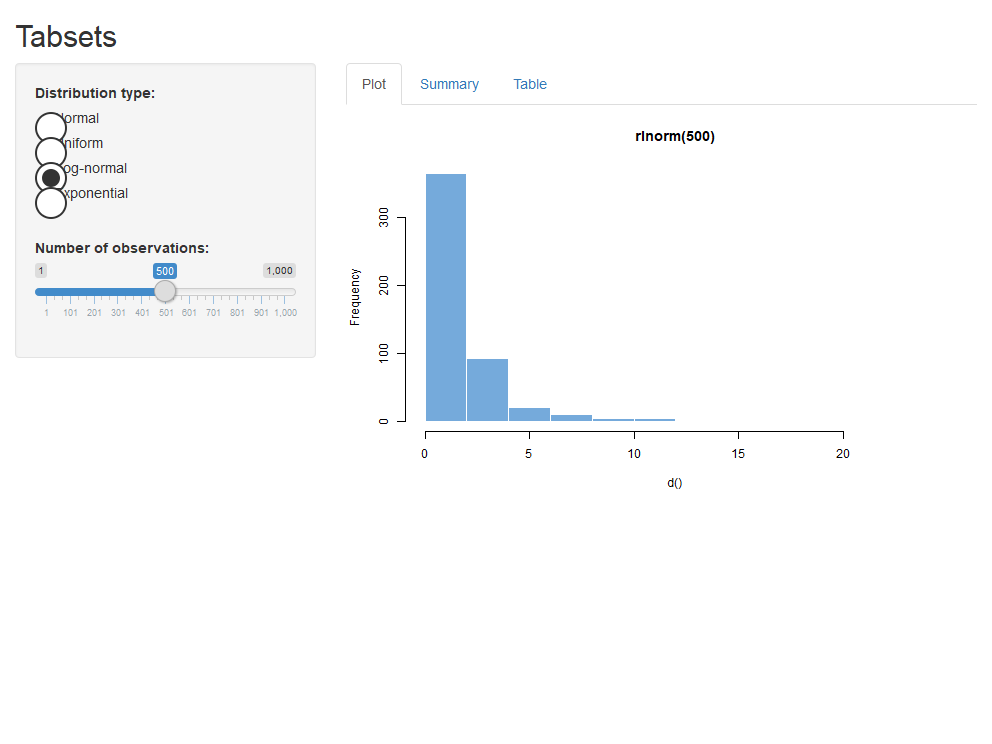 Tabsets
Distribution type:
ormal
niform
og-normal
xponential
Number of observations:
1 500 1,000
1 101 201 301 401 501 601 701 801 901 1,000
Plot Summary Table
rlnorm(500)
Frequency
0 100 200 300
0 5 10 15 20
d()